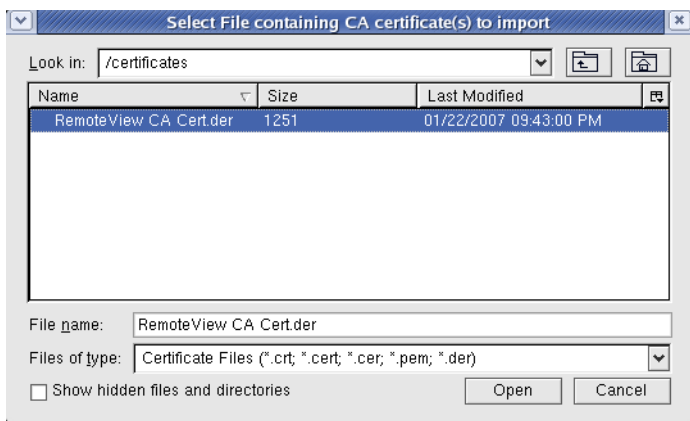 Select File containing CA certificate(s) to import
Look in: /certificates
Name Size Last Modified
RemoteView CA Cert.der 1251 01/22/2007 09:43:00 PM
File name: RemoteView CA Cert.der
Files of type: Certificate Files (*.crt; *.cert; *.cer; *.pem; *.der)
Show hidden files and directories Open Cancel